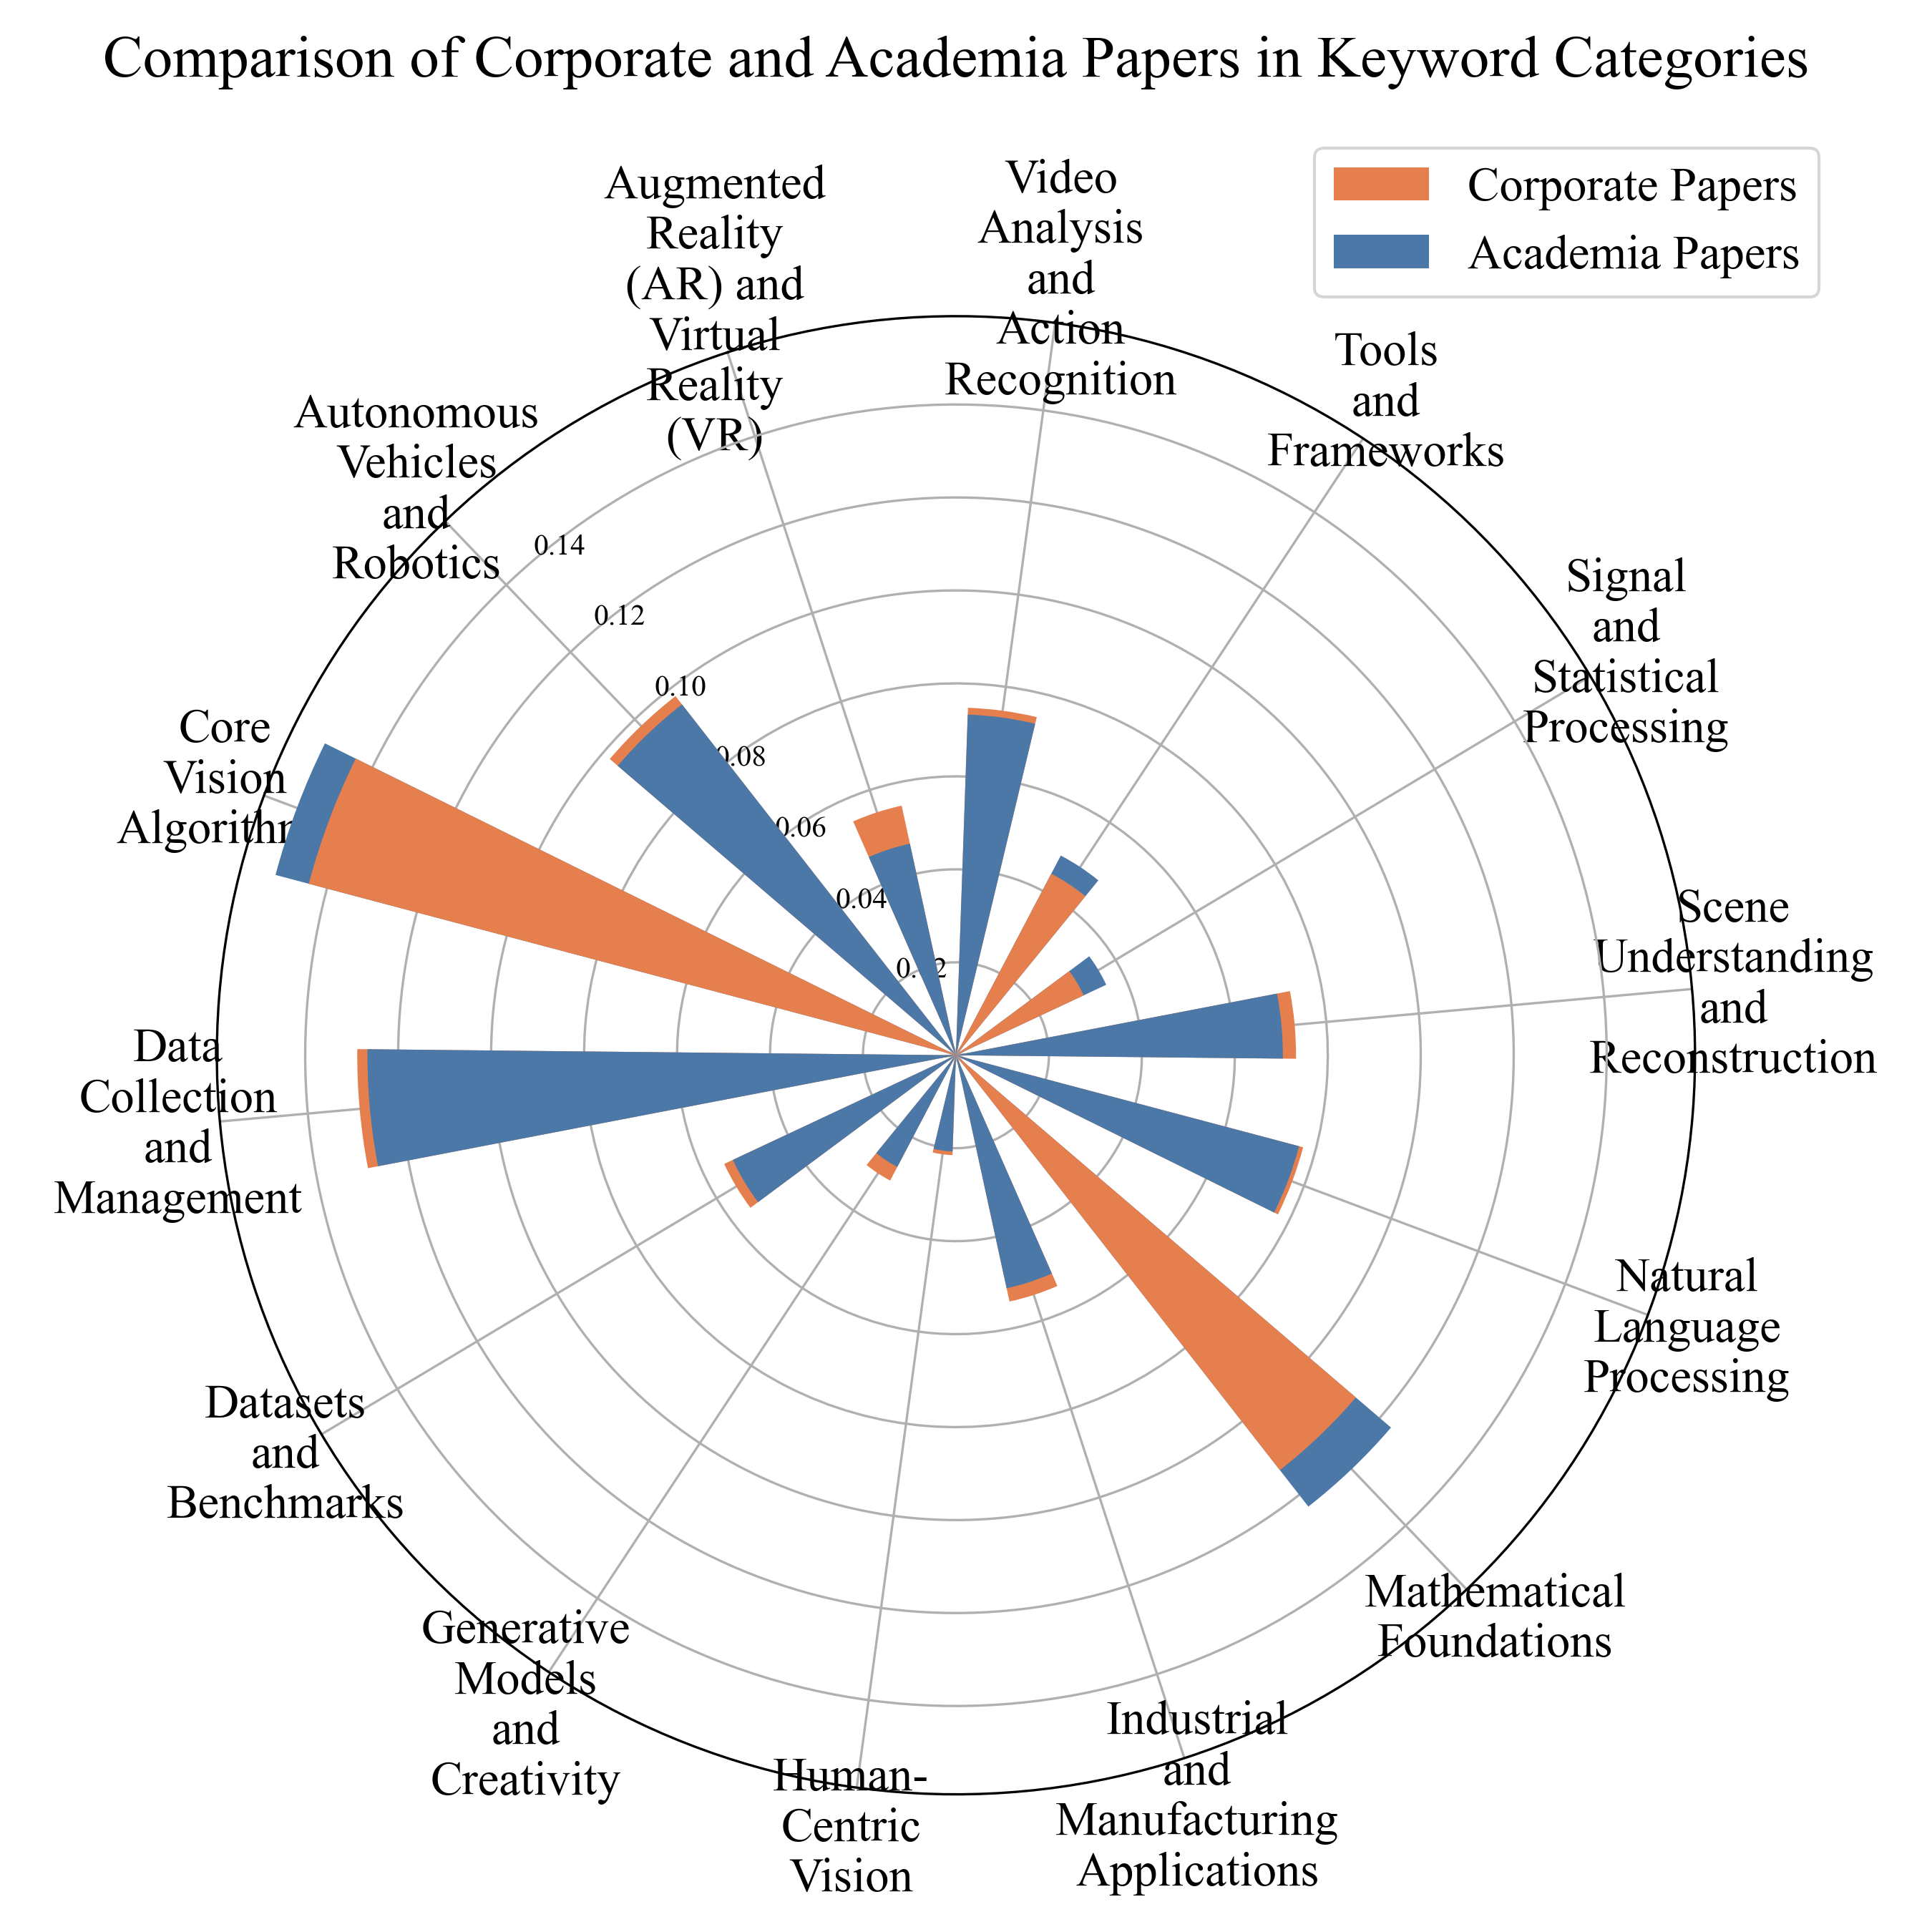 Comparison of Corporate and Academia Papers in Keyword Categories
Corporate Papers
Academia Papers
Video
Analysis
and
Action
Recognition
Augmented
Reality
(AR) and
Virtual
Reality
(VR)
Tools
and
Frameworks
Autonomous
Vehicles
and
Robotics
Signal
and
Statistical
Processing
Core
Vision
Scene
Understanding
and
Reconstruction
Data
Collection
and
Management
Natural
Language
Processing
Datasets
and
Benchmarks
Mathematical
Foundations
Generative
Models
and
Creativity
Industrial
and
Manufacturing
Applications
Human-
Centric
Vision
0.14
0.12
0.10
0.08
0.06
0.04